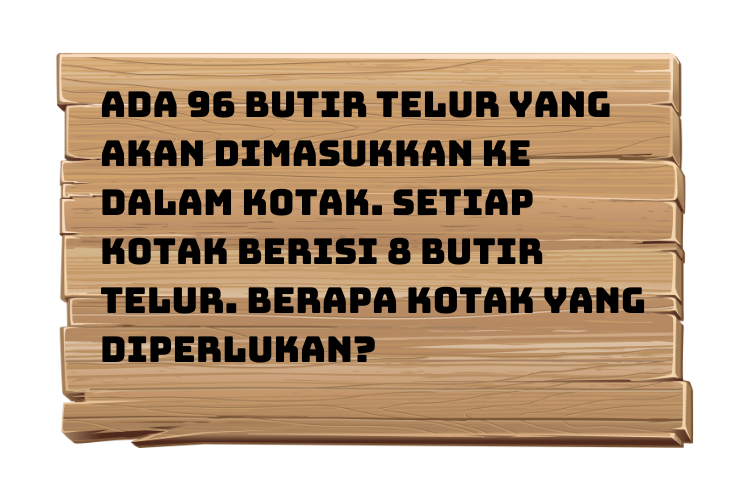 ADA 96 BUTIR TELUR YANG
AKAN DIMASUKKAN KE
DALAM KOTAK. SETIAP
KOTAK BERISI 8 BUTIR
TELUR. BERAPA KOTAK YANG
DIPERLUKAN?